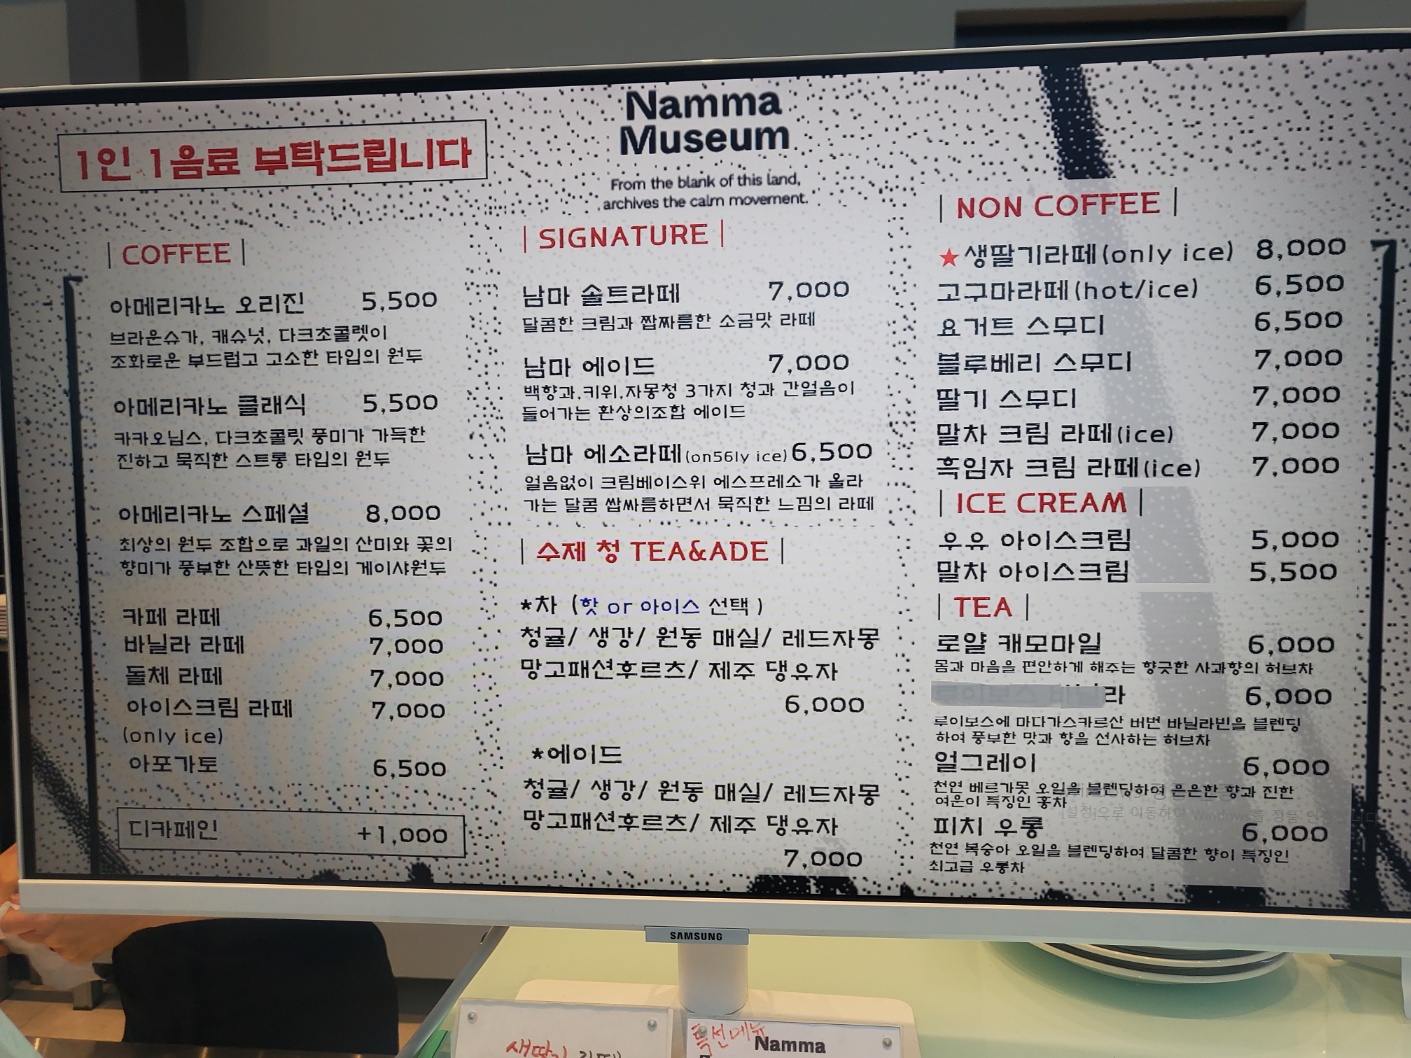 1인 1음료 부탁드립니다
Namma
Museum
From the blank of this land,
archives the calm movement.
| COFFEE |
아메리카노 오리진 5,500
브라운슈가, 캐슈넛, 다크초콜렛이
조화로운 부드럽고 고소한 타입의 원두
아메리카노 클래식 5,500
카카오닙스, 다크초콜릿 풍미가 가득한
진하고 묵직한 스트롱 타입의 원두
아메리카노 스페셜 8,000
최상의 원두 조합으로 과일의 산미와 꽃의
향미가 풍부한 산뜻한 타입의 게이샤원두
카페 라떼 6,500
바닐라 라떼 7,000
돌체 라떼 7,000
아이스크림 라떼 7,000
(only ice)
아포가토 6,500
디카페인 +1,000
| SIGNATURE |
남마 솔트라떼 7,000
달콤한 크림과 짭짜름한 소금맛 라떼
남마 에이드 7,000
백향과,키위,자몽청 3가지 청과 간얼음이
들어가는 환상의조합 에이드
남마 에소라떼(on56ly ice) 6,500
얼음없이 크림베이스위 에스프레소가 올라
가는 달콤 쌉싸름하면서 묵직한 느낌의 라떼
| 수제 청 TEA&ADE |
*차 (핫 or 아이스 선택 )
청귤/ 생강/ 원동 매실/ 레드자몽
망고패션후르츠/ 제주 댕유자
6,000
*에이드
청귤/ 생강/ 원동 매실/ 레드자몽
망고패션후르츠/ 제주 댕유자
7,000
| NON COFFEE |
★생딸기라떼(only ice) 8,000
고구마라떼(hot/ice) 6,500
요거트 스무디 6,500
블루베리 스무디 7,000
딸기 스무디 7,000
말차 크림 라떼(ice) 7,000
흑임자 크림 라떼(ice) 7,000
| ICE CREAM |
우유 아이스크림 5,000
말차 아이스크림 5,500
| TEA |
로얄 캐모마일 6,000
몸과 마음을 편안하게 해주는 향긋한 사과향의 허브차
6,000
루이보스에 마다가스카르산 버번 바닐라빈을 블렌딩
하여 풍부한 맛과 향을 선사하는 허브차
얼그레이 6,000
천연 베르가못 오일을 블렌딩하여 은은한 향과 진한
여운이 특징인 홍차
피치 우롱 6,000
천연 복숭아 오일을 블렌딩하여 달콤한 향이 특징인
최고급 우롱차
SAMSUNG
특선메뉴
Namma